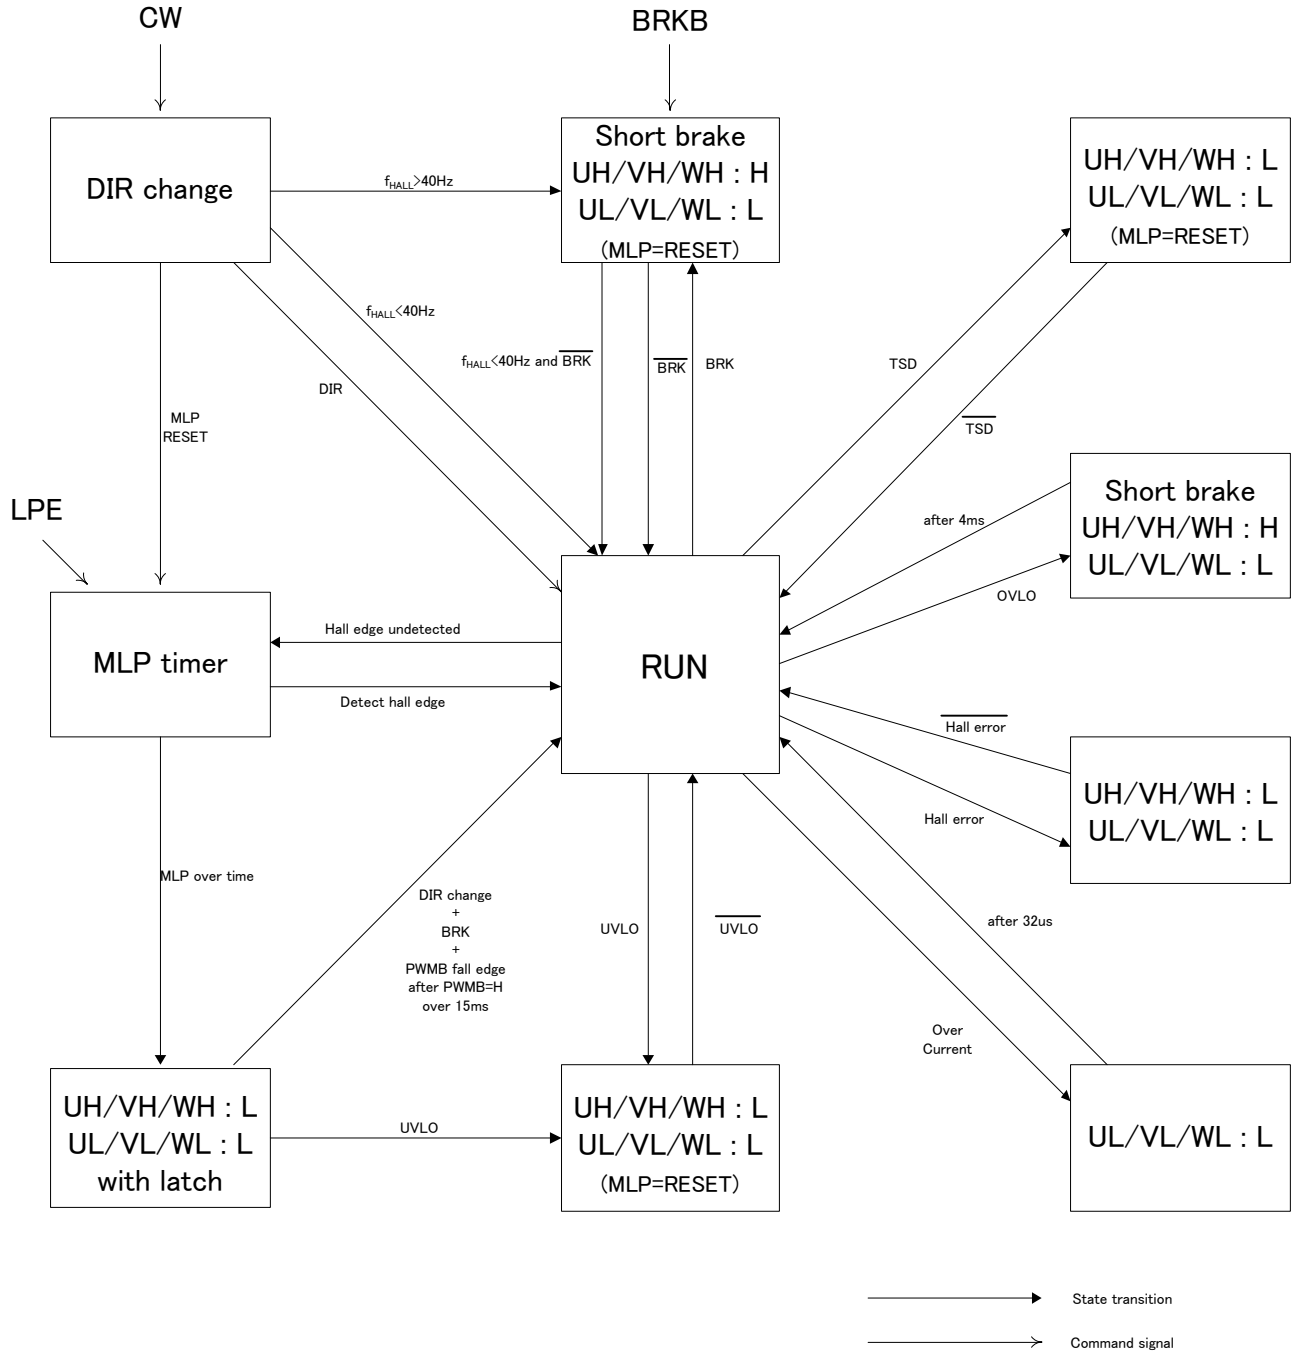 CW
BRKB
DIR change
fHALL>40Hz
Short brake
UH/VH/WH : H
UL/VL/WL : L
(MLP=RESET)
UH/VH/WH : L
UL/VL/WL : L
(MLP=RESET)
fHALL<40Hz
fHALL<40Hz and BRK
BRK
BRK
DIR
TSD
TSD
MLP
RESET
LPE
Short brake
UH/VH/WH : H
UL/VL/WL : L
after 4ms
OVLO
MLP timer
Hall edge undetected
Detect hall edge
RUN
Hall error
Hall error
UH/VH/WH : L
UL/VL/WL : L
MLP over time
DIR change
+
BRK
+
PWMB fall edge
after PWMB=H
over 15ms
UVLO
UVLO
after 32us
Over
Current
UH/VH/WH : L
UL/VL/WL : L
with latch
UVLO
UH/VH/WH : L
UL/VL/WL : L
(MLP=RESET)
UL/VL/WL : L
State transition
Command signal